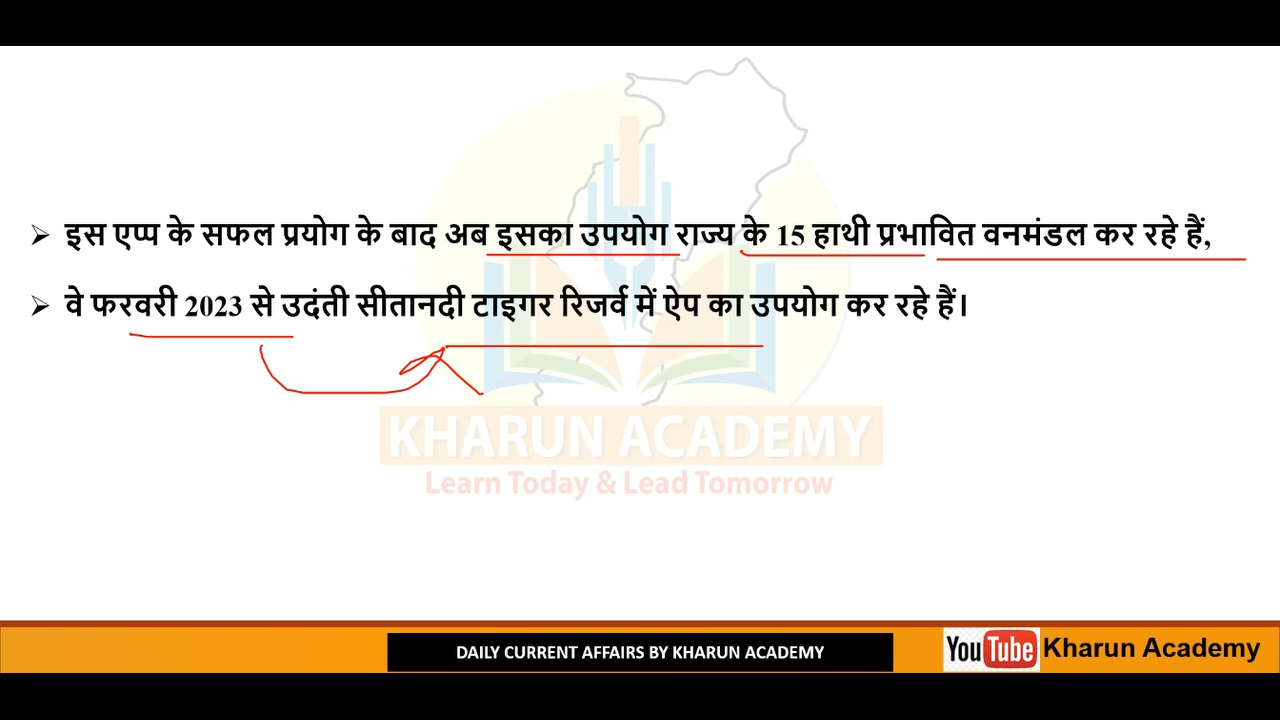 ➢ इस एप्प के सफल प्रयोग के बाद अब इसका उपयोग राज्य के 15 हाथी प्रभावित वनमंडल कर रहे हैं,
➢ वे फरवरी 2023 से उदंती सीतानदी टाइगर रिजर्व में ऐप का उपयोग कर रहे हैं।
KHARUN ACADEMY
Learn Today & Lead Tomorrow
DAILY CURRENT AFFAIRS BY KHARUN ACADEMY
YouTube Kharun Academy